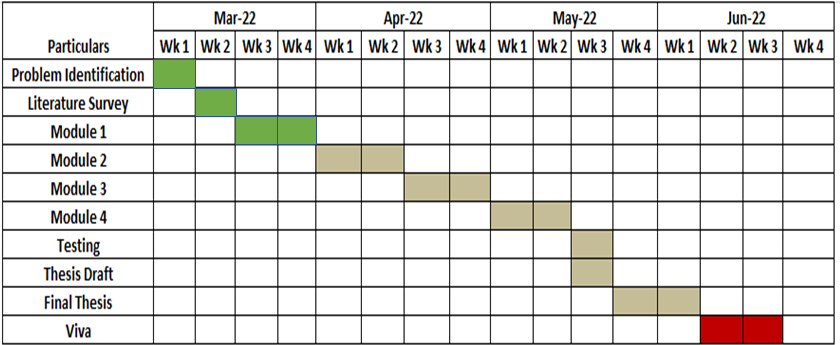 Mar-22 Apr-22 May-22 Jun-22
Particulars Wk 1 Wk 2 Wk 3 Wk 4 Wk 1 Wk 2 Wk 3 Wk 4 Wk 1 Wk 2 Wk 3 Wk 4 Wk 1 Wk 2 Wk 3 Wk 4
Problem Identification
Literature Survey
Module 1
Module 2
Module 3
Module 4
Testing
Thesis Draft
Final Thesis
Viva